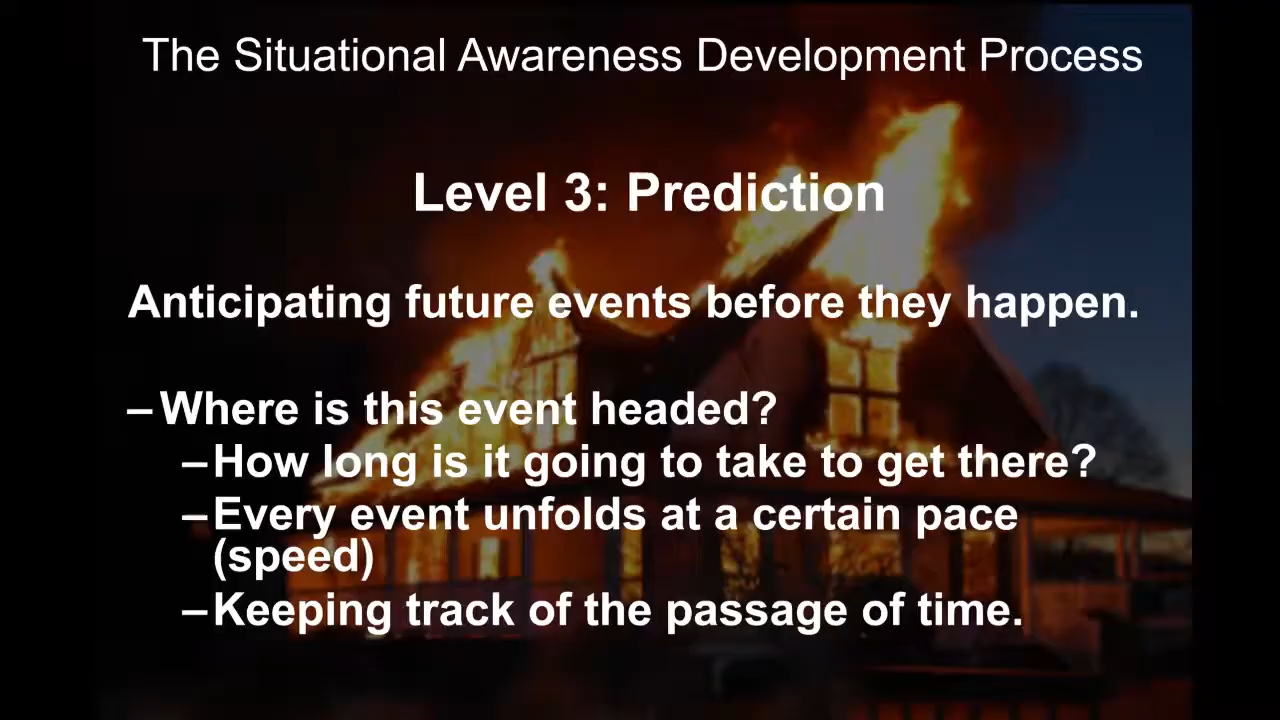 The Situational Awareness Development Process
Level 3: Prediction
Anticipating future events before they happen.
– Where is this event headed?
–How long is it going to take to get there?
–Every event unfolds at a certain pace
(speed)
–Keeping track of the passage of time.